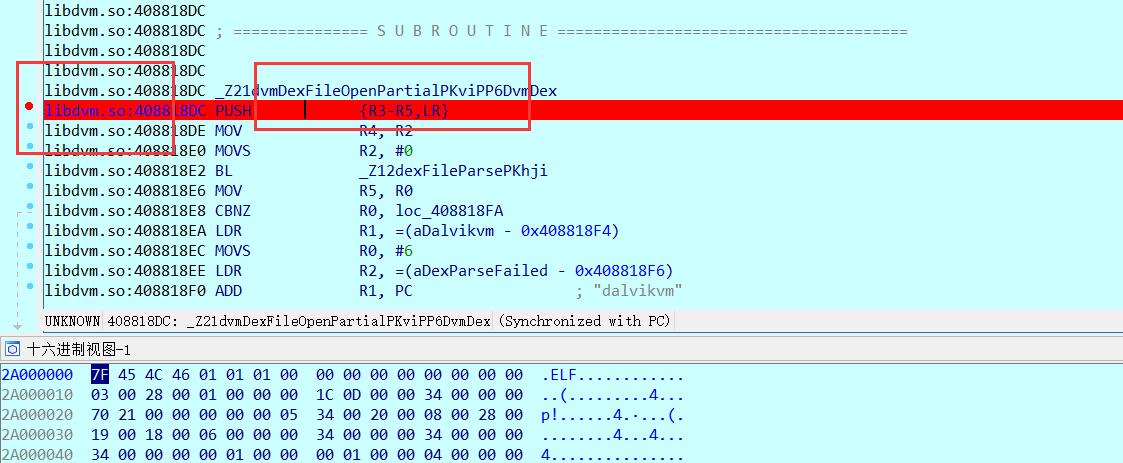 libdvm.so:408818DC
libdvm.so:408818DC ; =============== S U B R O U T I N E =======================================
libdvm.so:408818DC
libdvm.so:408818DC
libdvm.so:408818DC _Z21dvmDexFileOpenPartialPKviPP6DvmDex
libdvm.so:408818DC PUSH {R3-R5,LR}
libdvm.so:408818DE MOV R4, R2
libdvm.so:408818E0 MOVS R2, #0
libdvm.so:408818E2 BL _Z12dexFileParsePKhji
libdvm.so:408818E6 MOV R5, R0
libdvm.so:408818E8 CBNZ R0, loc_408818FA
libdvm.so:408818EA LDR R1, =(aDalvikvm - 0x408818F4)
libdvm.so:408818EC MOVS R0, #6
libdvm.so:408818EE LDR R2, =(aDexParseFailed - 0x408818F6)
libdvm.so:408818F0 ADD R1, PC ; "dalvikvm"
UNKNOWN 408818DC: _Z21dvmDexFileOpenPartialPKviPP6DvmDex (Synchronized with PC)
十六进制视图-1
2A000000 7F 45 4C 46 01 01 01 00 00 00 00 00 00 00 00 00 .ELF............
2A000010 03 00 28 00 01 00 00 00 1C 0D 00 00 34 00 00 00 ..(.........4...
2A000020 70 21 00 00 00 00 00 05 34 00 20 00 08 00 28 00 p!......4.·...(.
2A000030 19 00 18 00 06 00 00 00 34 00 00 00 34 00 00 00 ........4...4...
2A000040 34 00 00 00 00 01 00 00 00 01 00 00 04 00 00 00 4...............